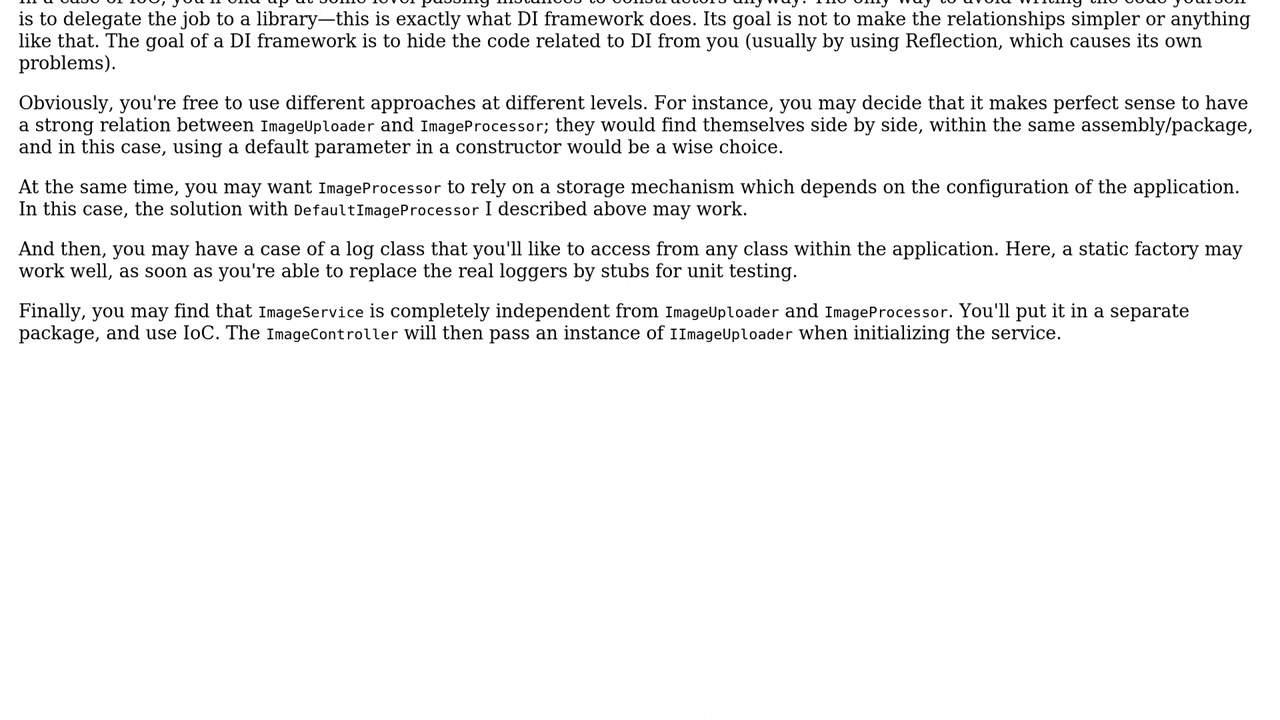 is to delegate the job to a library—this is exactly what DI framework does. Its goal is not to make the relationships simpler or anything
like that. The goal of a DI framework is to hide the code related to DI from you (usually by using Reflection, which causes its own
problems).
Obviously, you're free to use different approaches at different levels. For instance, you may decide that it makes perfect sense to have
a strong relation between ImageUploader and ImageProcessor; they would find themselves side by side, within the same assembly/package,
and in this case, using a default parameter in a constructor would be a wise choice.
At the same time, you may want ImageProcessor to rely on a storage mechanism which depends on the configuration of the application.
In this case, the solution with DefaultImageProcessor I described above may work.
And then, you may have a case of a log class that you'll like to access from any class within the application. Here, a static factory may
work well, as soon as you're able to replace the real loggers by stubs for unit testing.
Finally, you may find that ImageService is completely independent from ImageUploader and ImageProcessor. You'll put it in a separate
package, and use IoC. The ImageController will then pass an instance of IImageUploader when initializing the service.